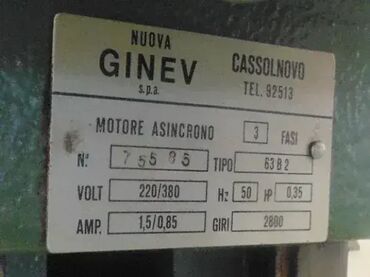 NUOVA
GINEV CASSOLNOVO
s.p.a. TEL. 92513
MOTORE ASINCRONO 3 FASI
N.º 75585 TIPO 63 B 2
VOLT 220/380 Hz 50 HP 0,35
AMP. 1,5/0,85 GIRI 2800